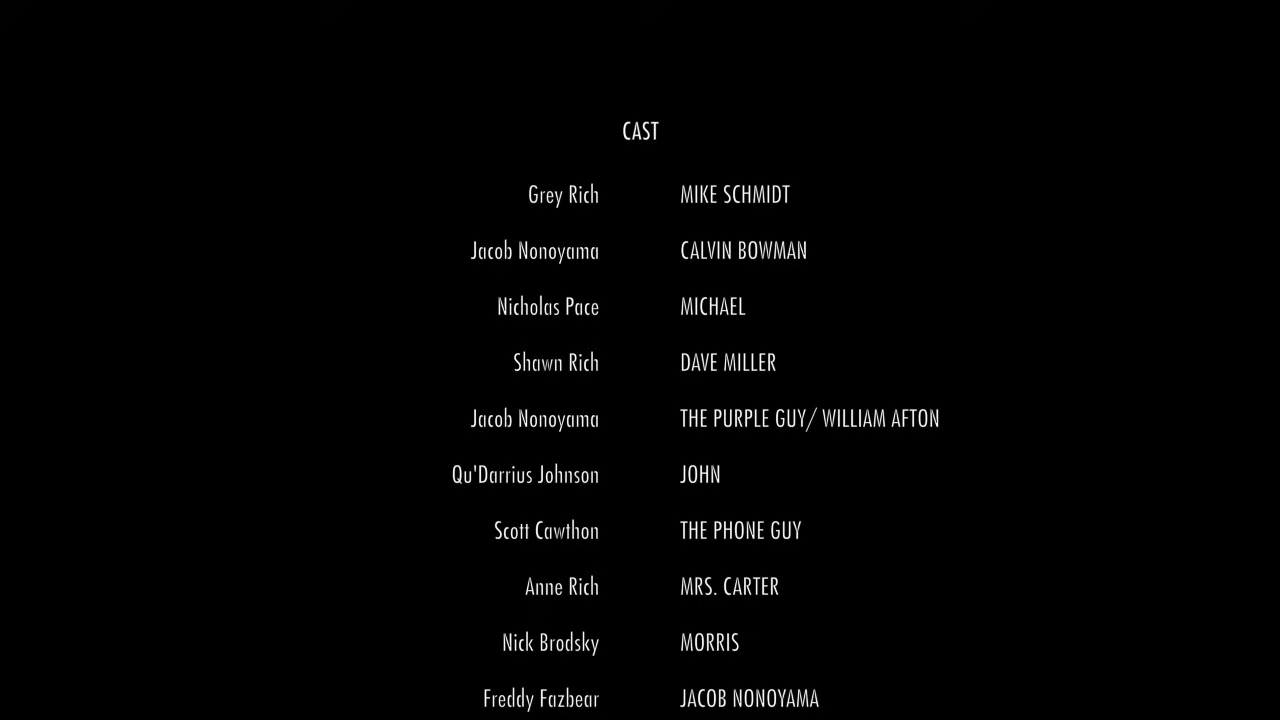 CAST
Grey Rich MIKE SCHMIDT
Jacob Nonoyama CALVIN BOWMAN
Nicholas Pace MICHAEL
Shawn Rich DAVE MILLER
Jacob Nonoyama THE PURPLE GUY/ WILLIAM AFTON
Qu'Darrius Johnson JOHN
Scott Cawthon THE PHONE GUY
Anne Rich MRS. CARTER
Nick Brodsky MORRIS
Freddy Fazbear JACOB NONOYAMA